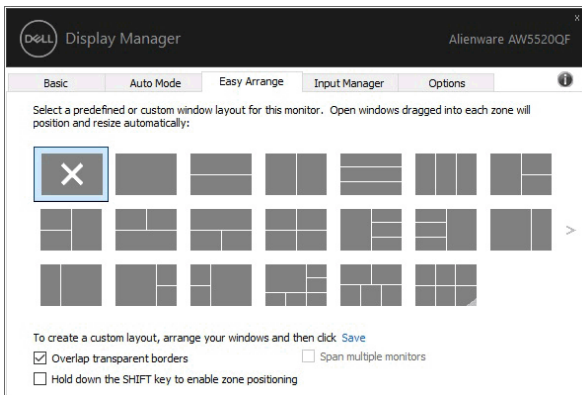 DELL Display Manager Alienware AW5520QF
x
Basic Auto Mode Easy Arrange Input Manager Options i
Select a predefined or custom window layout for this monitor. Open windows dragged into each zone will
position and resize automatically:
>
To create a custom layout, arrange your windows and then click Save
Overlap transparent borders Span multiple monitors
Hold down the SHIFT key to enable zone positioning